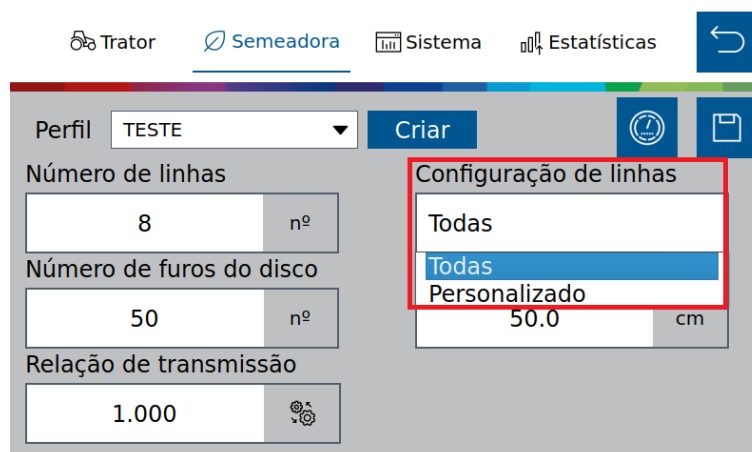 Trator Semeadora Sistema Estatísticas
Perfil TESTE Criar
Número de linhas
8 nº
Configuração de linhas
Todas
Todas
Personalizado
Número de furos do disco
50 nº
50.0 cm
Relação de transmissão
1.000